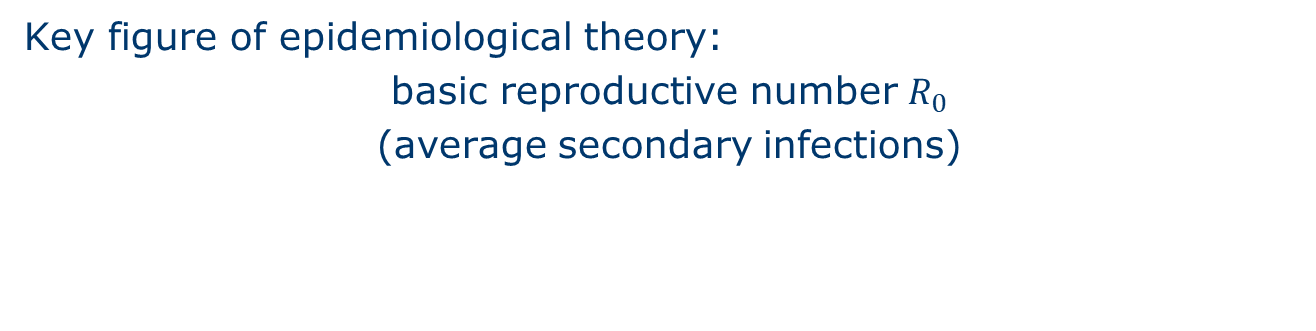 Key figure of epidemiological theory:
basic reproductive number R₀
(average secondary infections)